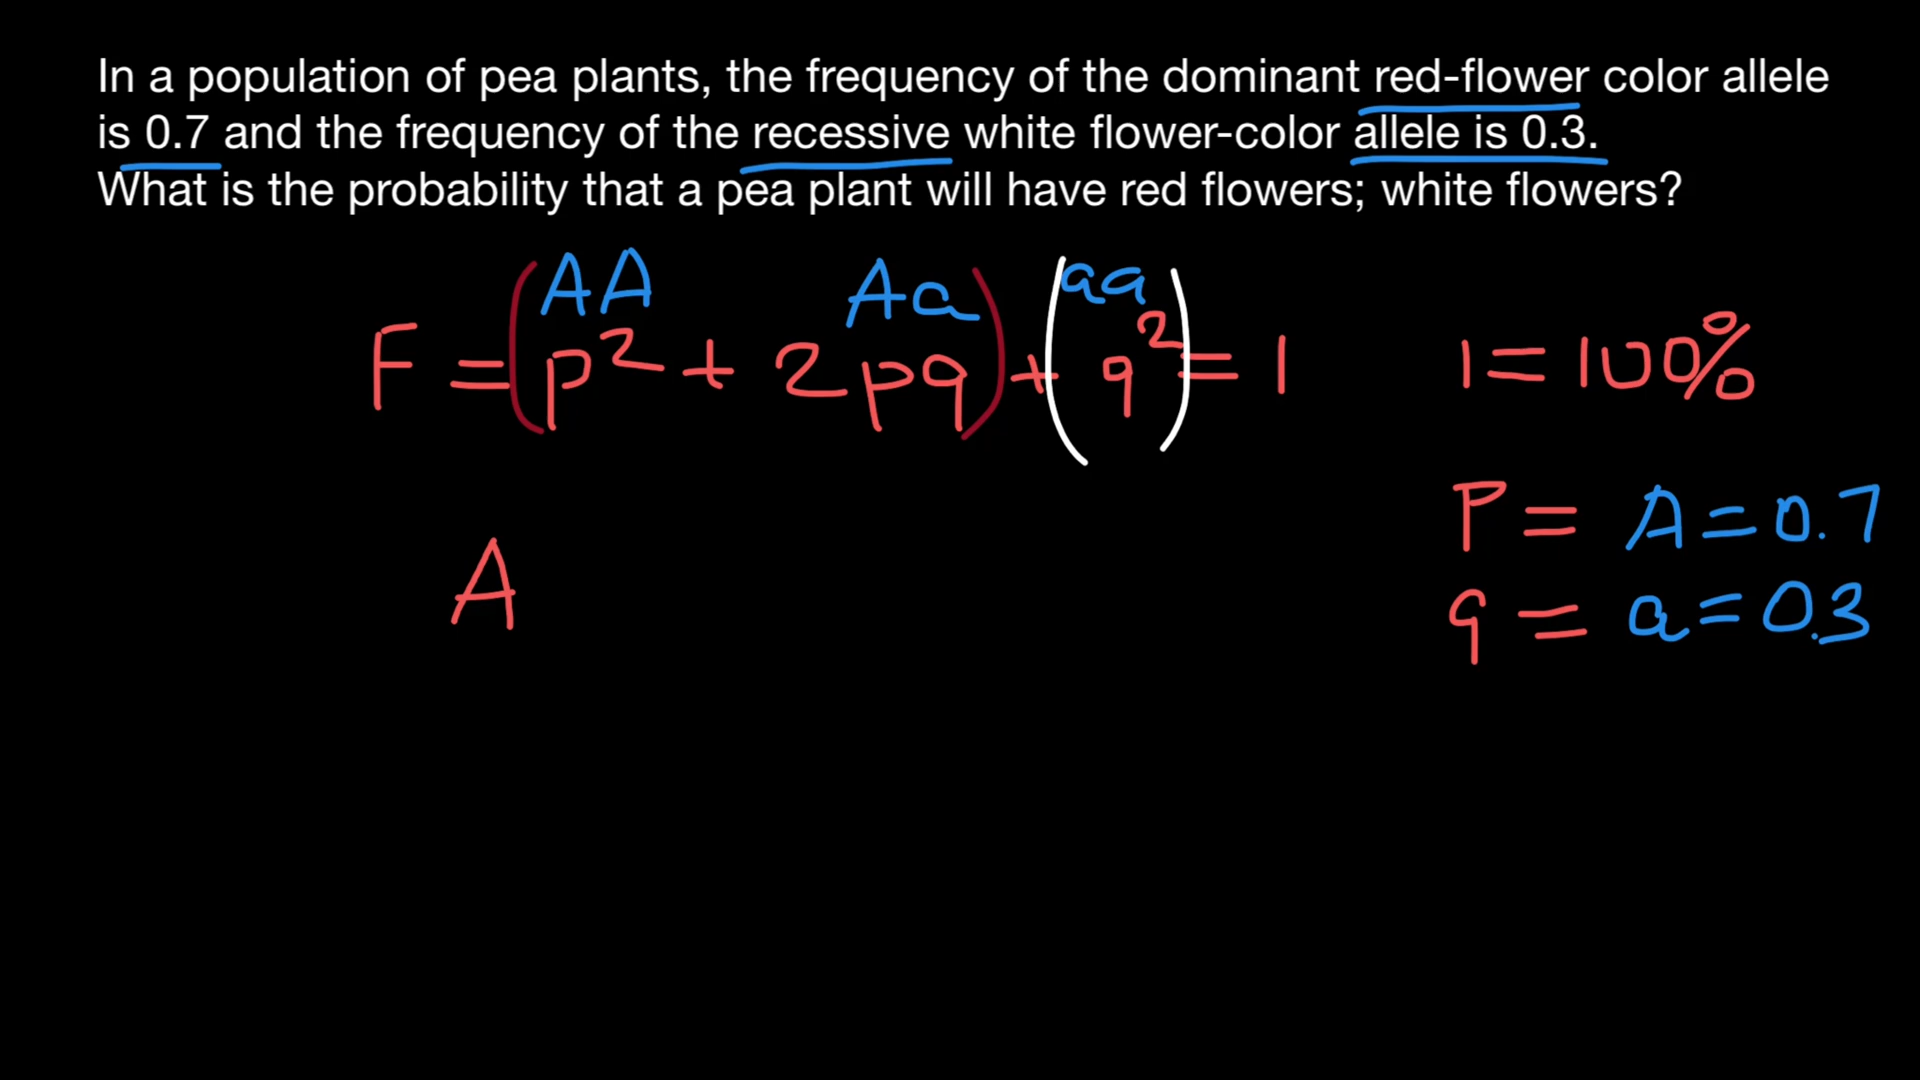 In a population of pea plants, the frequency of the dominant red-flower color allele
is 0.7 and the frequency of the recessive white flower-color allele is 0.3.
What is the probability that a pea plant will have red flowers; white flowers?
AA Aa aa
F = (p² + 2pq) + (q²) = 1 1 = 100%
P = A = 0.7
A
q = a = 0.3